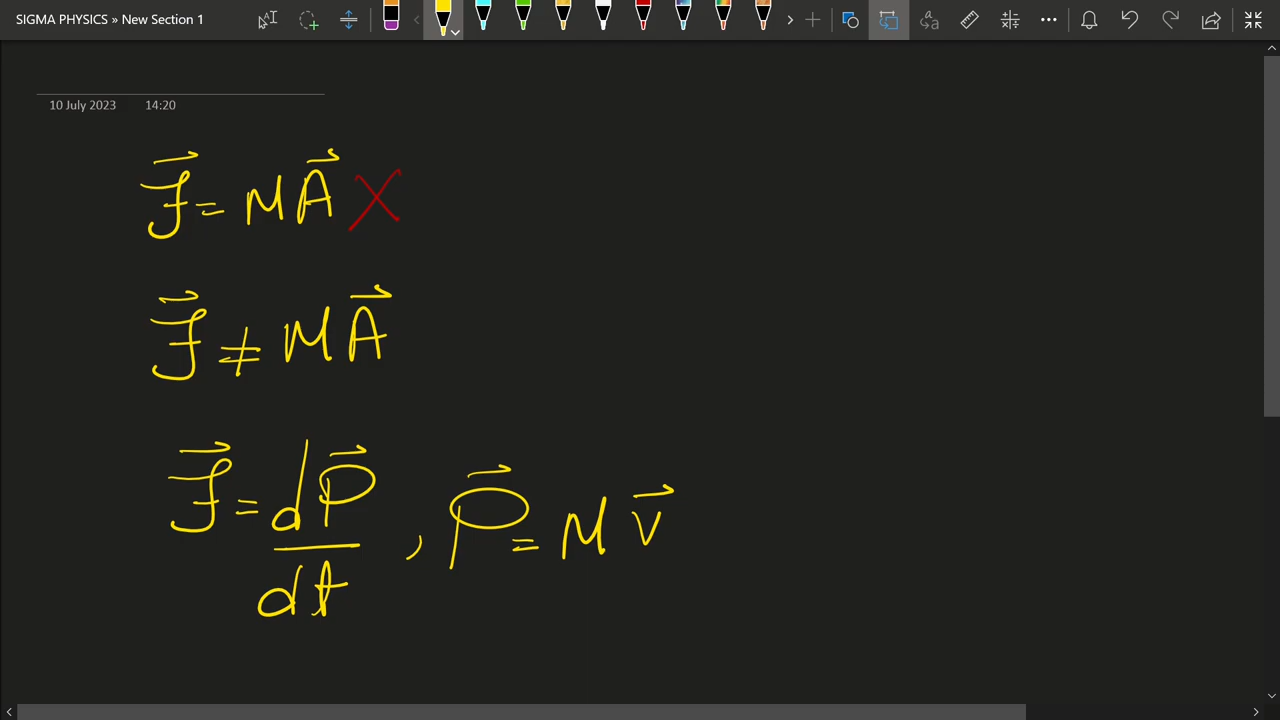 SIGMA PHYSICS » New Section 1
10 July 2023 14:20
F⃗ = MA⃗ X
F⃗ ≠ MA⃗
F⃗ = dP⃗/dt , P⃗ = Mv⃗